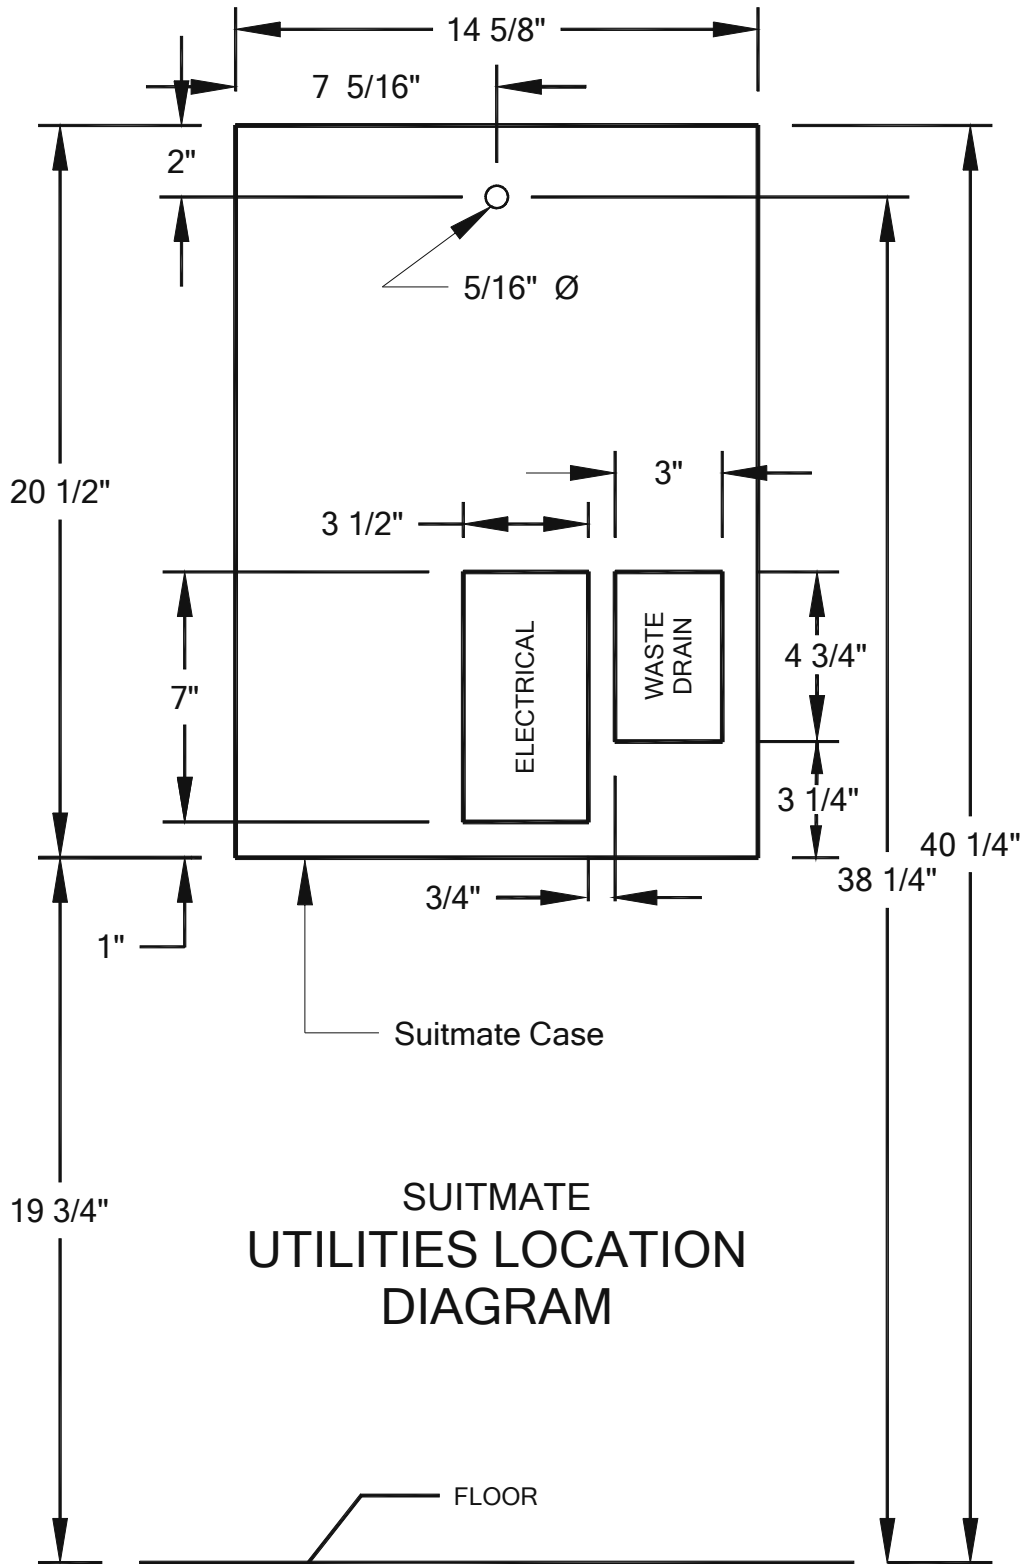 14 5/8"
7 5/16"
2"
5/16" Ø
20 1/2"
3"
3 1/2"
4 3/4"
7"
ELECTRICAL
WASTE
DRAIN
3 1/4"
40 1/4"
38 1/4"
3/4"
1"
Suitmate Case
19 3/4"
SUITMATE
UTILITIES LOCATION
DIAGRAM
FLOOR